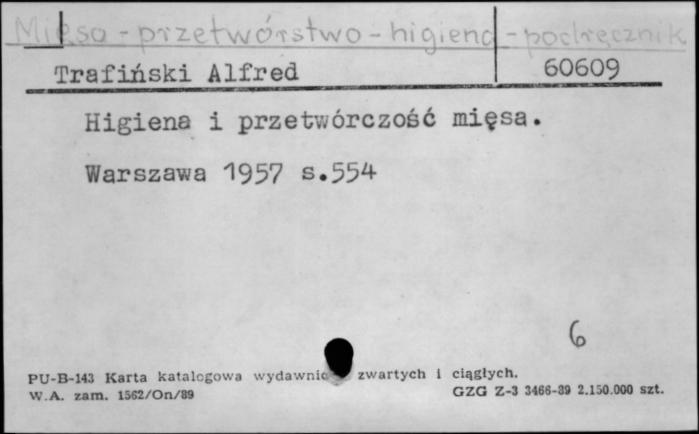 Mięso - przetwórstwo - higiena - podręcznik
Trafiński Alfred 60609
Higiena i przetwórczość mięsa.
Warszawa 1957 s.554
6
PU-B-143 Karta katalogowa wydawnic zwartych i ciągłych.
W.A. zam. 1562/On/89 GZG Z-3 3466-89 2.150.000 szt.